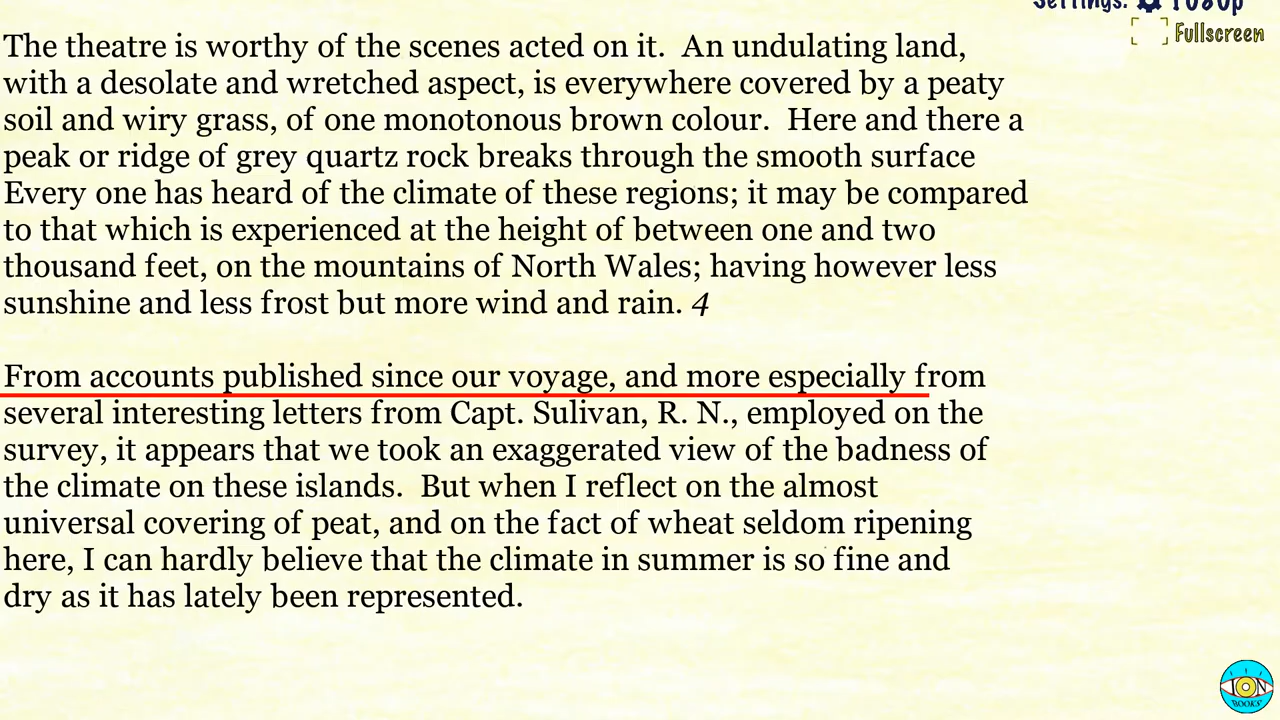 Settings: 1080p
Fullscreen
The theatre is worthy of the scenes acted on it. An undulating land,
with a desolate and wretched aspect, is everywhere covered by a peaty
soil and wiry grass, of one monotonous brown colour. Here and there a
peak or ridge of grey quartz rock breaks through the smooth surface
Every one has heard of the climate of these regions; it may be compared
to that which is experienced at the height of between one and two
thousand feet, on the mountains of North Wales; having however less
sunshine and less frost but more wind and rain. 4
From accounts published since our voyage, and more especially from
several interesting letters from Capt. Sulivan, R. N., employed on the
survey, it appears that we took an exaggerated view of the badness of
the climate on these islands. But when I reflect on the almost
universal covering of peat, and on the fact of wheat seldom ripening
here, I can hardly believe that the climate in summer is so fine and
dry as it has lately been represented.
ION
BOOKS